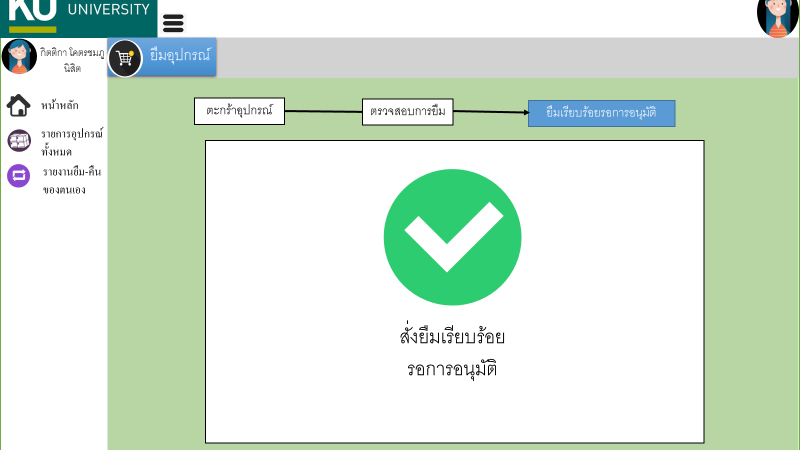 KU
UNIVERSITY
กิตติกา โคตรชมภู
นิสิต
ยืมอุปกรณ์
หน้าหลัก
รายการอุปกรณ์
ทั้งหมด
รายงานยืม-คืน
ของตนเอง
ตะกร้าอุปกรณ์
ตรวจสอบการยืม
ยืมเรียบร้อยรอการอนุมัติ
สั่งยืมเรียบร้อย
รอการอนุมัติ